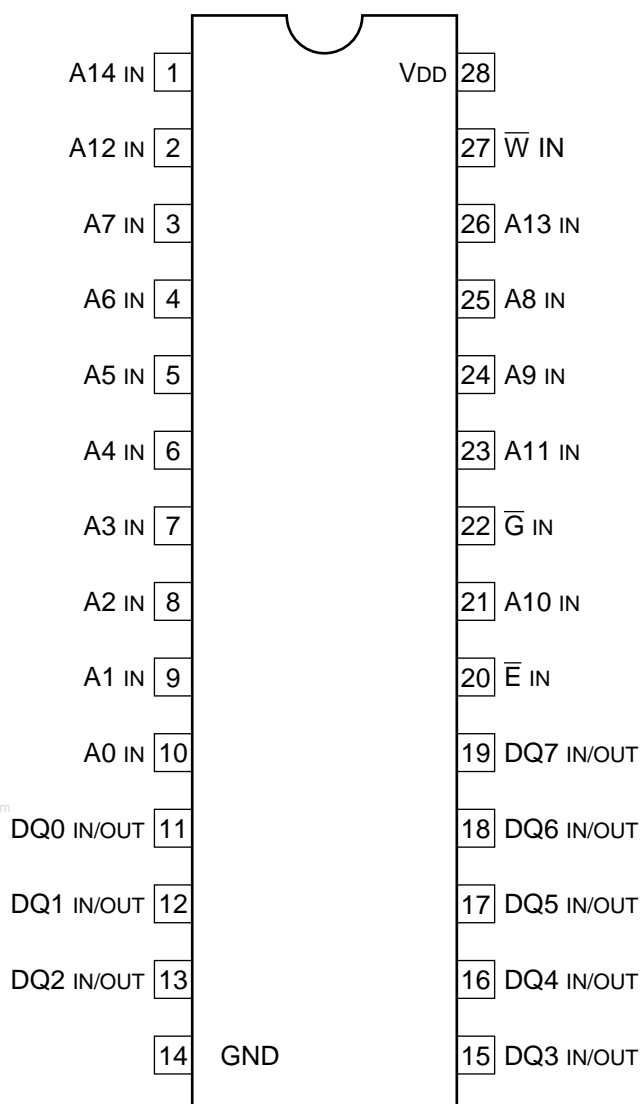 A14 IN 1 VDD 28
A12 IN 2 27 W̅ IN
A7 IN 3 26 A13 IN
A6 IN 4 25 A8 IN
A5 IN 5 24 A9 IN
A4 IN 6 23 A11 IN
A3 IN 7 22 G̅ IN
A2 IN 8 21 A10 IN
A1 IN 9 20 E̅ IN
A0 IN 10 19 DQ7 IN/OUT
DQ0 IN/OUT 11 18 DQ6 IN/OUT
DQ1 IN/OUT 12 17 DQ5 IN/OUT
DQ2 IN/OUT 13 16 DQ4 IN/OUT
14 GND 15 DQ3 IN/OUT